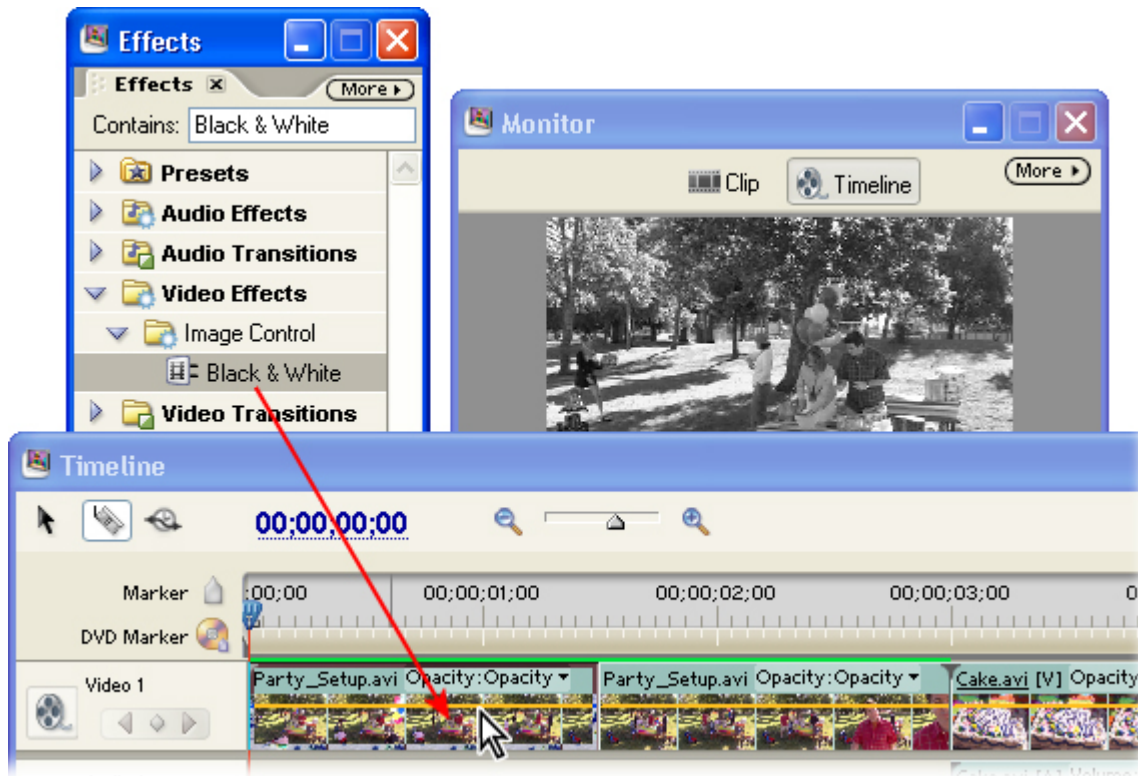 Effects
Effects
More
Contains: Black & White
Presets
Audio Effects
Audio Transitions
Video Effects
Image Control
Black & White
Video Transitions
Monitor
Clip
Timeline
More
Timeline
00;00;00;00
Marker
:00;00 00;00;01;00 00;00;02;00 00;00;03;00 0
DVD Marker
Video 1
Party_Setup.avi Opacity:Opacity Party_Setup.avi Opacity:Opacity Cake.avi [V] Opacity